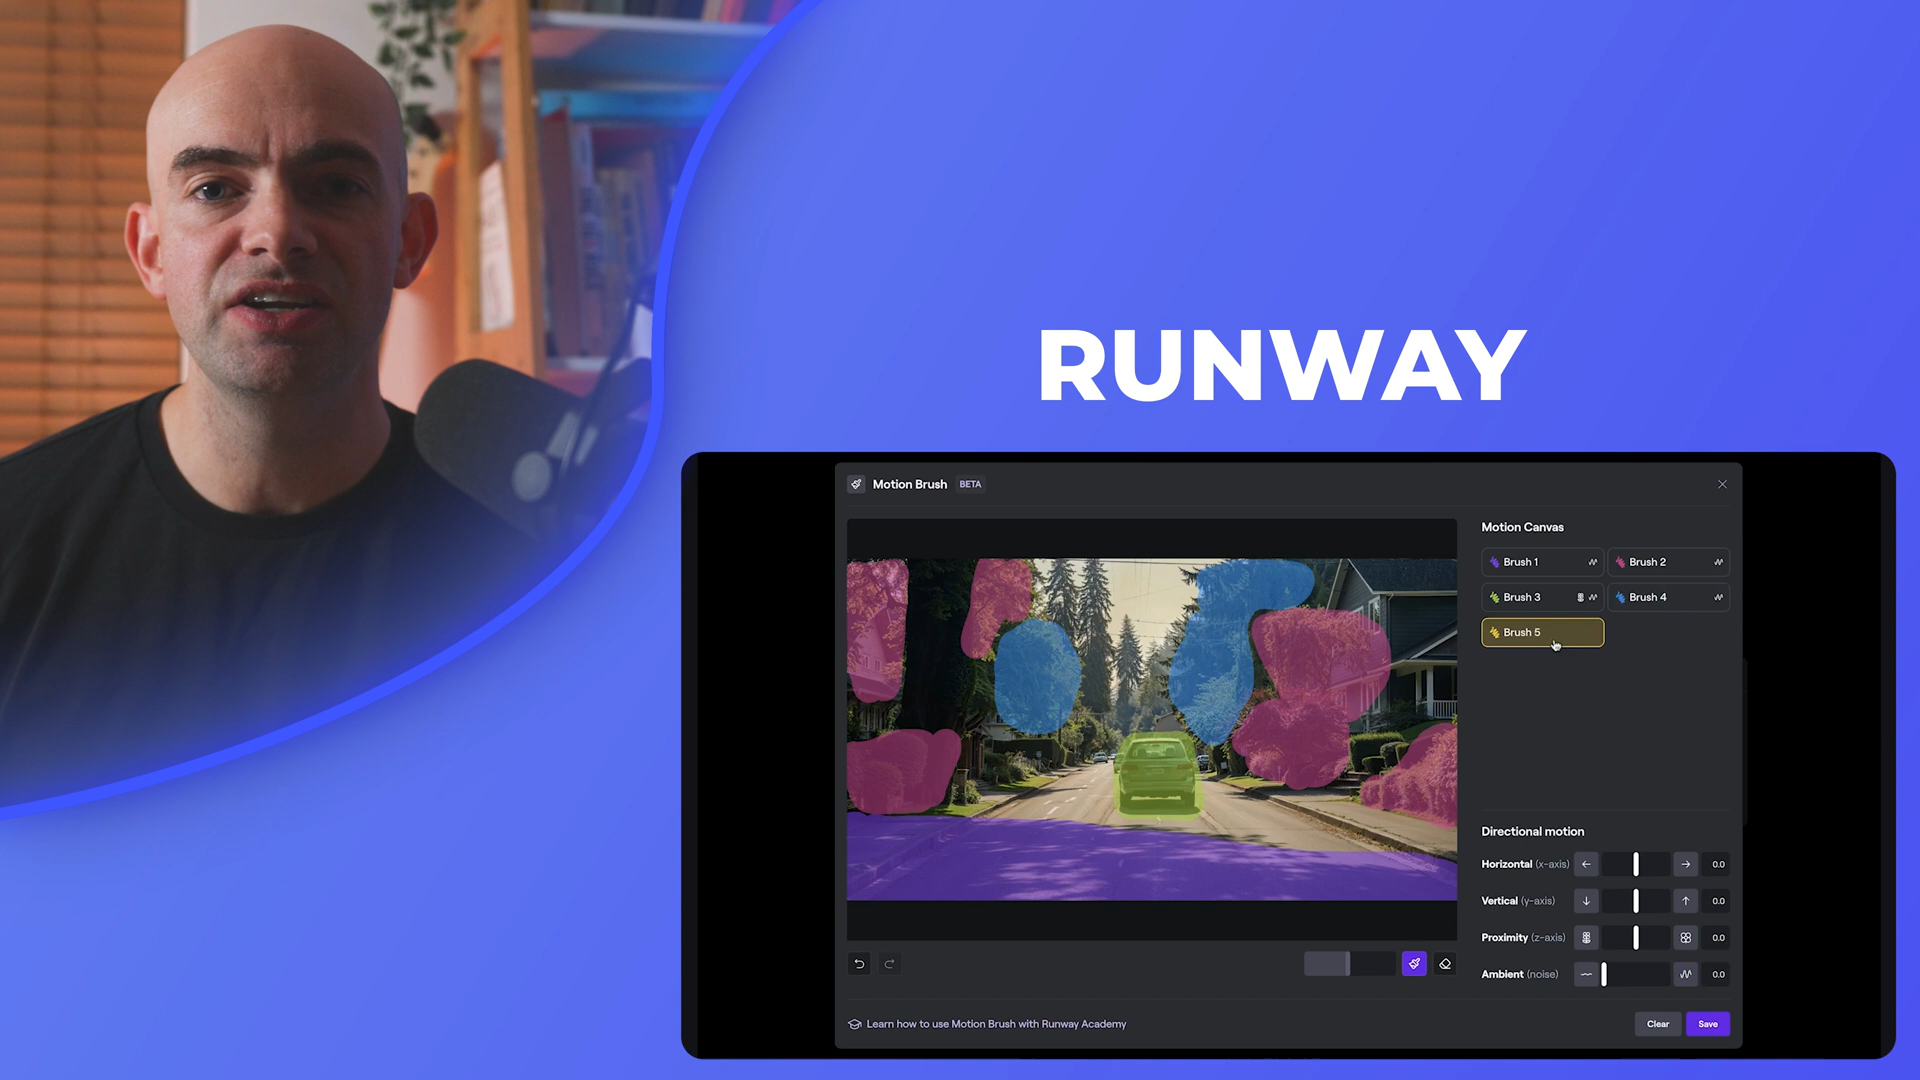 RUNWAY
Motion Brush BETA
Motion Canvas
Brush 1
Brush 2
Brush 3
Brush 4
Brush 5
Directional motion
Horizontal (x-axis) 0.0
Vertical (y-axis) 0.0
Proximity (z-axis) 0.0
Ambient (noise) 0.0
Learn how to use Motion Brush with Runway Academy
Clear
Save